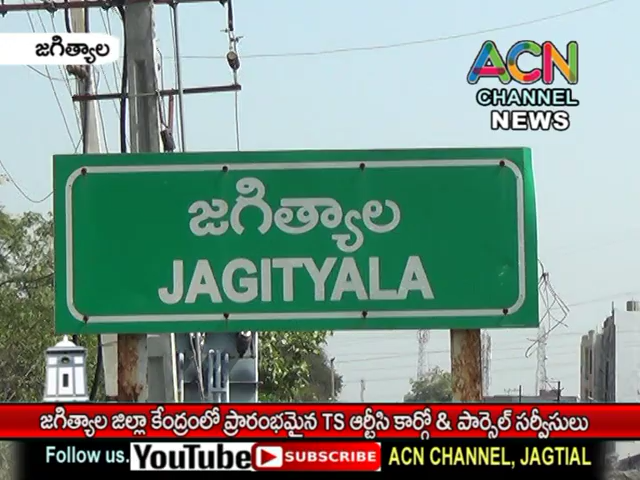 జగిత్యాల
ACN
CHANNEL
NEWS
జగిత్యాల
JAGITYALA
జగిత్యాల జిల్లా కేంద్రంలో ప్రారంభమైన TS ఆర్టీసి కార్గో & పార్సెల్ సర్వీసులు
Follow us. YouTube SUBSCRIBE ACN CHANNEL, JAGTIAL